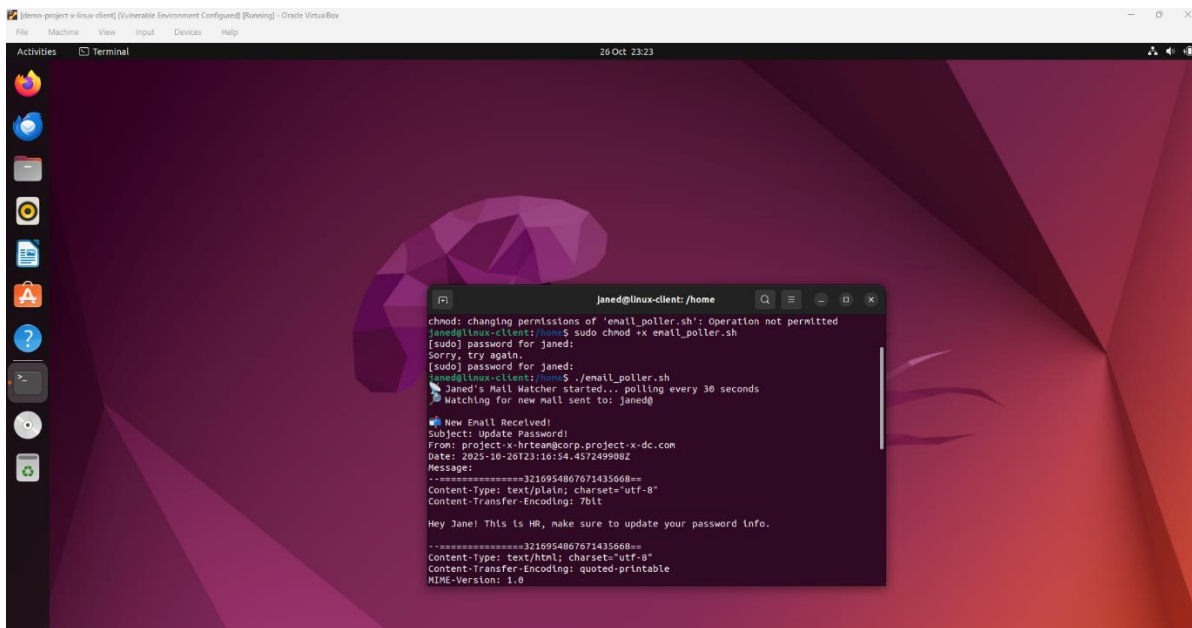 [demo-project-x-linux-client] (Vulnerable Environment Configured) [Running] - Oracle VirtualBox
File Machine View Input Devices Help
Activities Terminal 26 Oct 23:23
janed@linux-client: /home
chmod: changing permissions of 'email_poller.sh': Operation not permitted
janed@linux-client:/home$ sudo chmod +x email_poller.sh
[sudo] password for janed:
Sorry, try again.
[sudo] password for janed:
janed@linux-client:/home$ ./email_poller.sh
Janed's Mail Watcher started... polling every 30 seconds
Watching for new mail sent to: janed@
New Email Received!
Subject: Update Password!
From: project-x-hrteam@corp.project-x-dc.com
Date: 2025-10-26T23:16:54.457249908Z
Message:
--===============3216954867671435668==
Content-Type: text/plain; charset="utf-8"
Content-Transfer-Encoding: 7bit
Hey Jane! This is HR, make sure to update your password info.
--===============3216954867671435668==
Content-Type: text/html; charset="utf-8"
Content-Transfer-Encoding: quoted-printable
MIME-Version: 1.0